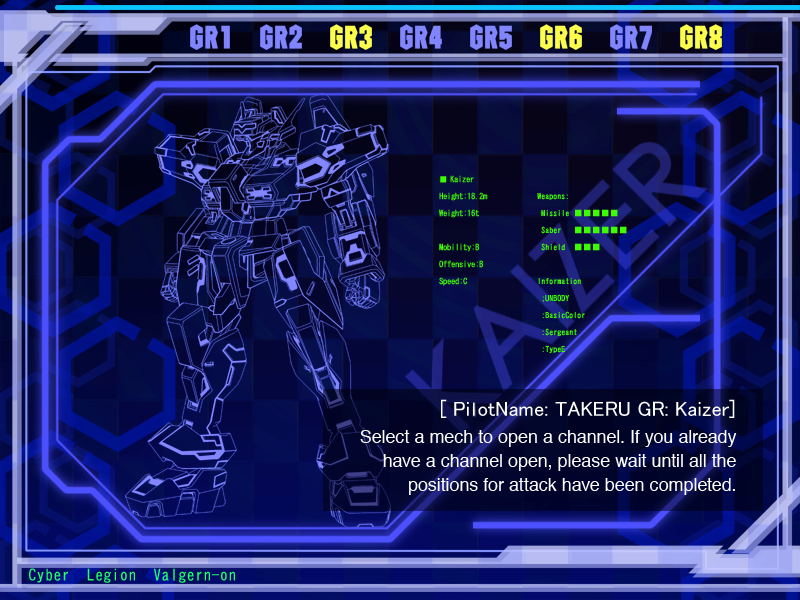 GR1 GR2 GR3 GR4 GR5 GR6 GR7 GR8
KAIZER
■ Kaizer
Height:18.2m
Weight:16t
Mobility:B
Offensive:B
Speed:C
Weapons:
Missile ■■■■■
Saber ■■■■■■
Shield ■■■
Information
:UNBODY
:BasicColor
:Sergeant
:TypeE
[ PilotName: TAKERU GR: Kaizer]
Select a mech to open a channel. If you already
have a channel open, please wait until all the
positions for attack have been completed.
Cyber Legion Valgern-on